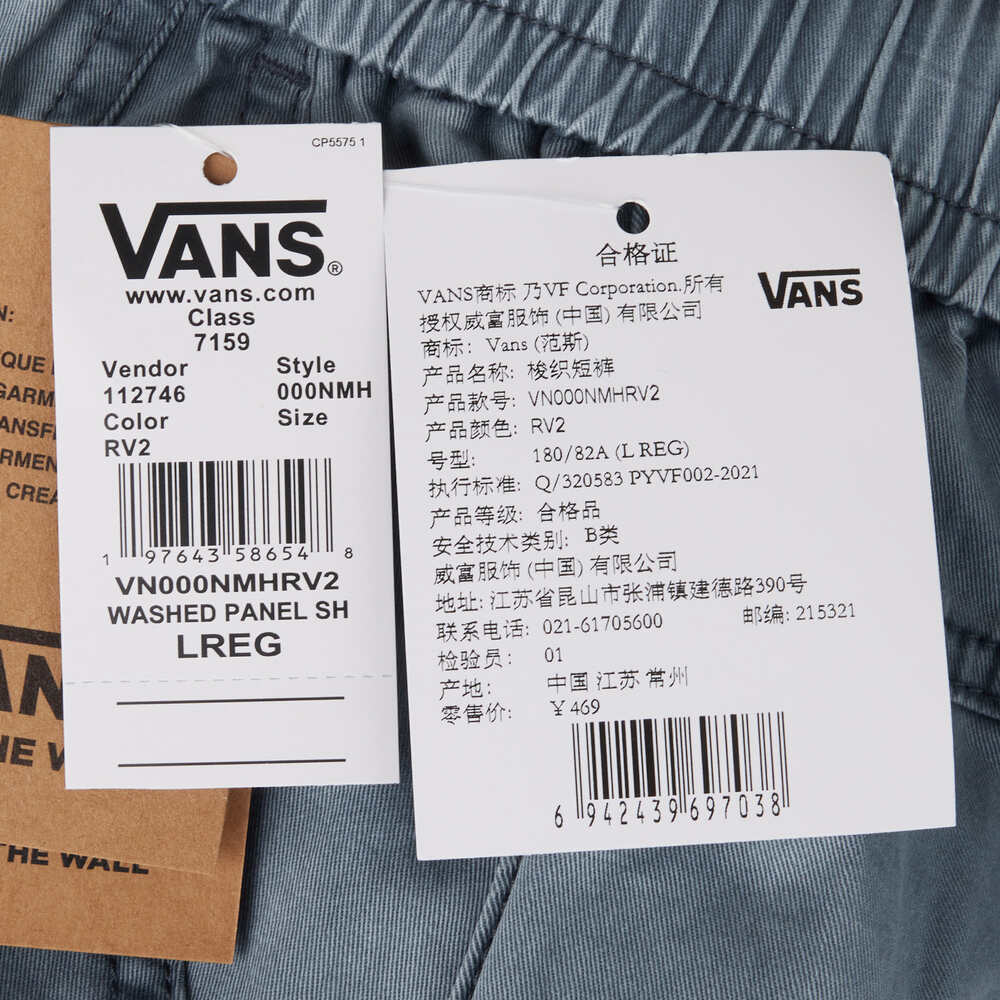 CP5575 1
VANS®
www.vans.com
Class
7159
Vendor Style
112746 000NMH
Color Size
RV2
1 97643 58654 8
VN000NMHRV2
WASHED PANEL SH
LREG
合格证
VANS
VANS商标 乃VF Corporation.所有
授权威富服饰 (中国) 有限公司
商标: Vans (范斯)
产品名称: 梭织短裤
产品款号: VN000NMHRV2
产品颜色: RV2
号型: 180/82A (L REG)
执行标准: Q/320583 PYVF002-2021
产品等级: 合格品
安全技术类别: B类
威富服饰 (中国) 有限公司
地址: 江苏省昆山市张浦镇建德路390号
联系电话: 021-61705600 邮编: 215321
检验员: 01
产地: 中国 江苏 常州
零售价: ￥469
6 942439 697038
N:
QUE
GARM
ANSF
RMEN
CREA
AN
HE WALL